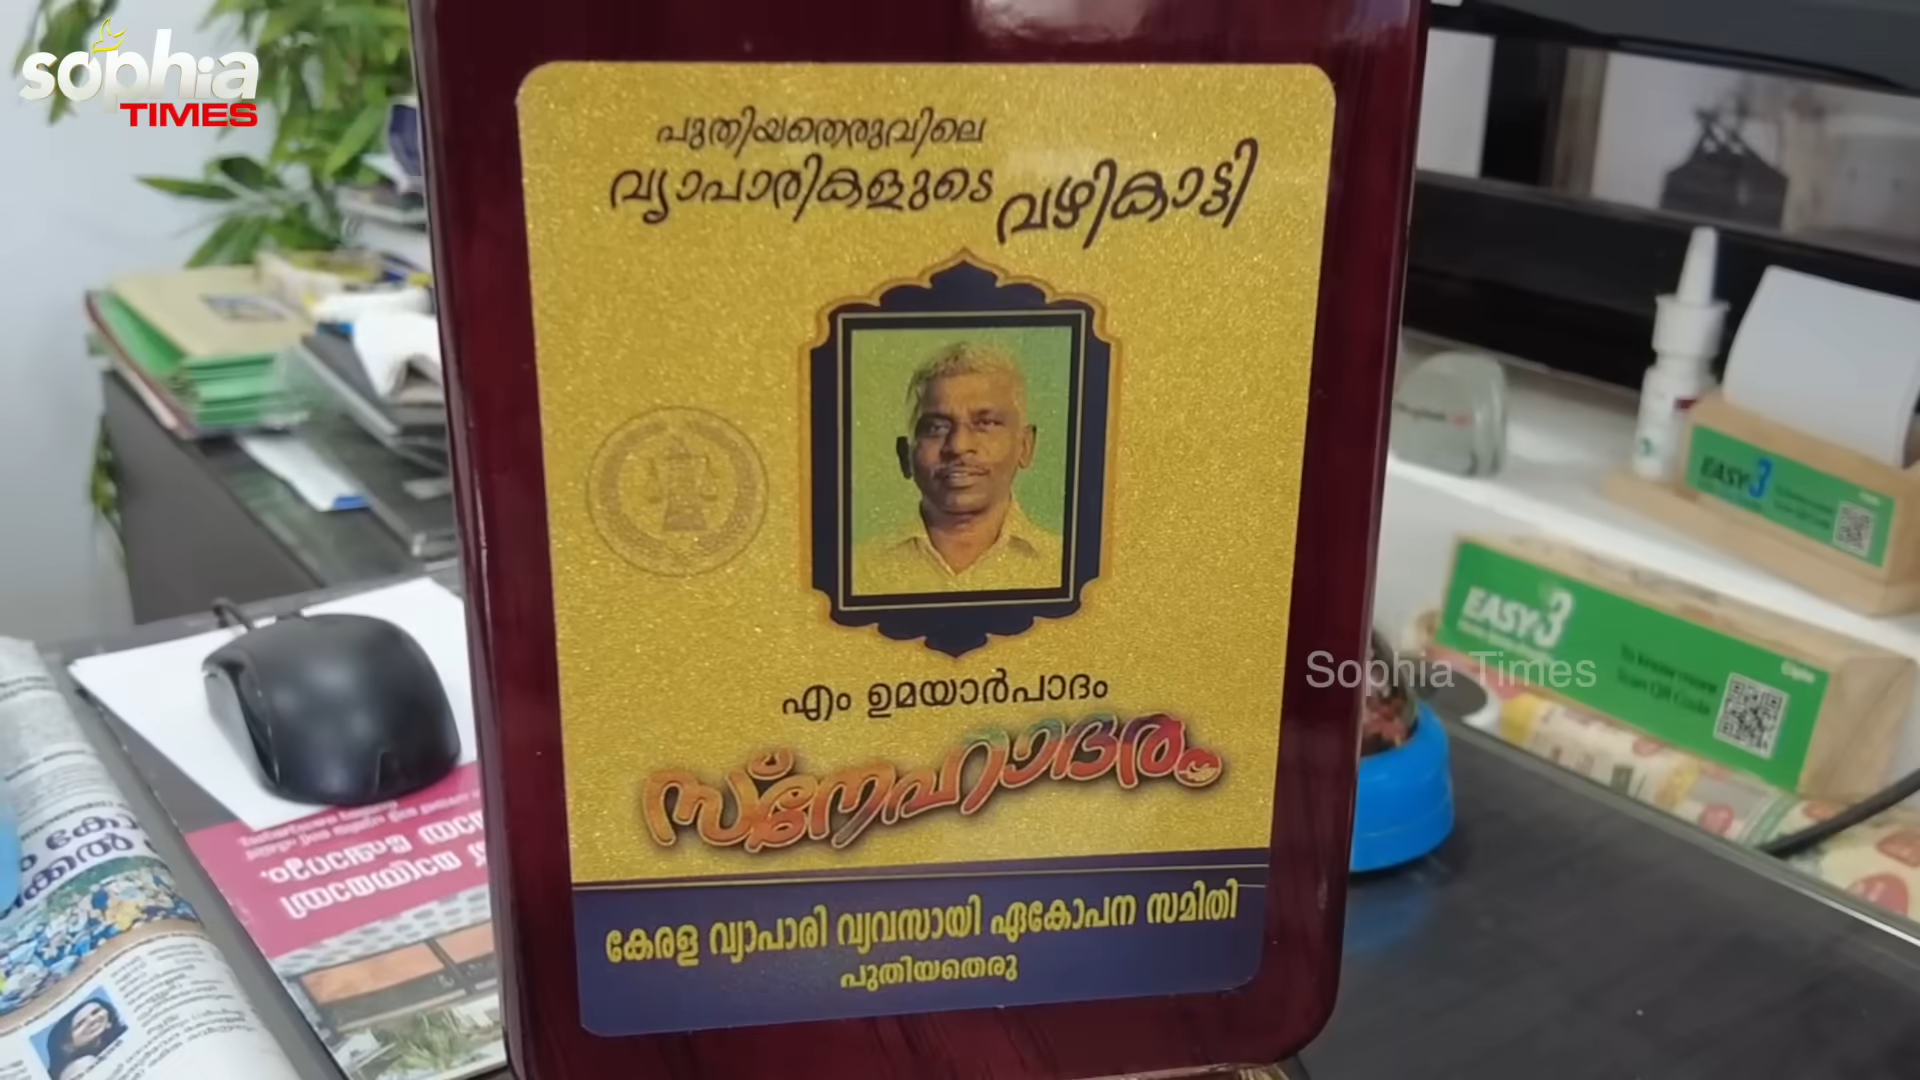 sophia
TIMES
പുതിയതെരുവിലെ
വ്യാപാരികളുടെ വഴികാട്ടി
എം ഉമയാർപാദം
സ്നേഹാദരം
കേരള വ്യാപാരി വ്യവസായി ഏകോപന സമിതി
പുതിയതെരു
Sophia Times
EASY3
EASY3